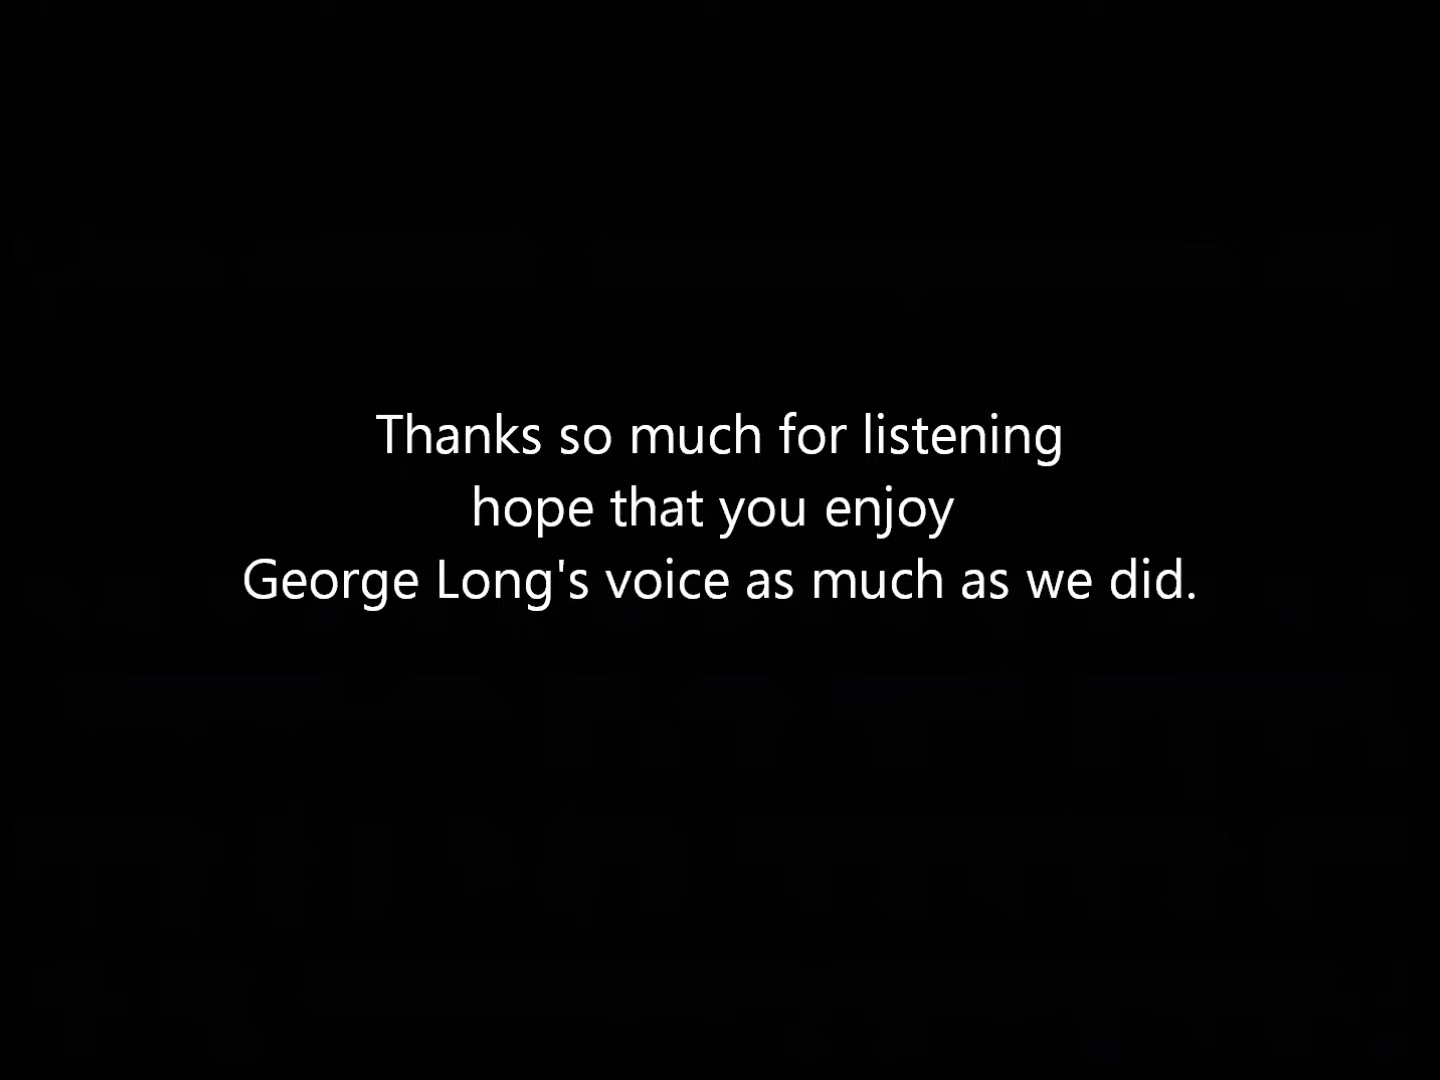 Thanks so much for listening
hope that you enjoy
George Long's voice as much as we did.